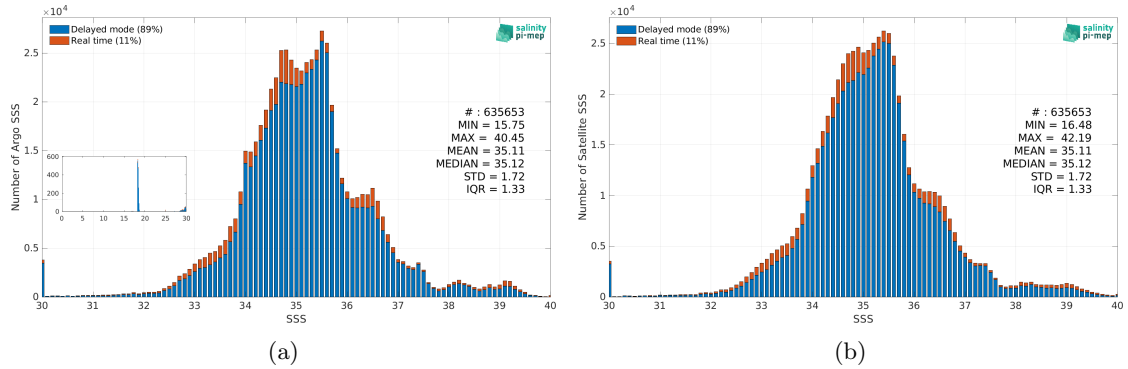 ×10⁴
Delayed mode (89%)
Real time (11%)
salinity
pi-mep
2.5
2
1.5
1
0.5
0
Number of Argo SSS
# : 635653
MIN = 15.75
MAX = 40.45
MEAN = 35.11
MEDIAN = 35.12
STD = 1.72
IQR = 1.33
600
400
200
0
0 5 10 15 20 25 30
30 31 32 33 34 35 36 37 38 39 40
SSS
(a)
×10⁴
Delayed mode (89%)
Real time (11%)
salinity
pi-mep
2.5
2
1.5
1
0.5
0
Number of Satellite SSS
# : 635653
MIN = 16.48
MAX = 42.19
MEAN = 35.11
MEDIAN = 35.12
STD = 1.72
IQR = 1.33
30 31 32 33 34 35 36 37 38 39 40
SSS
(b)